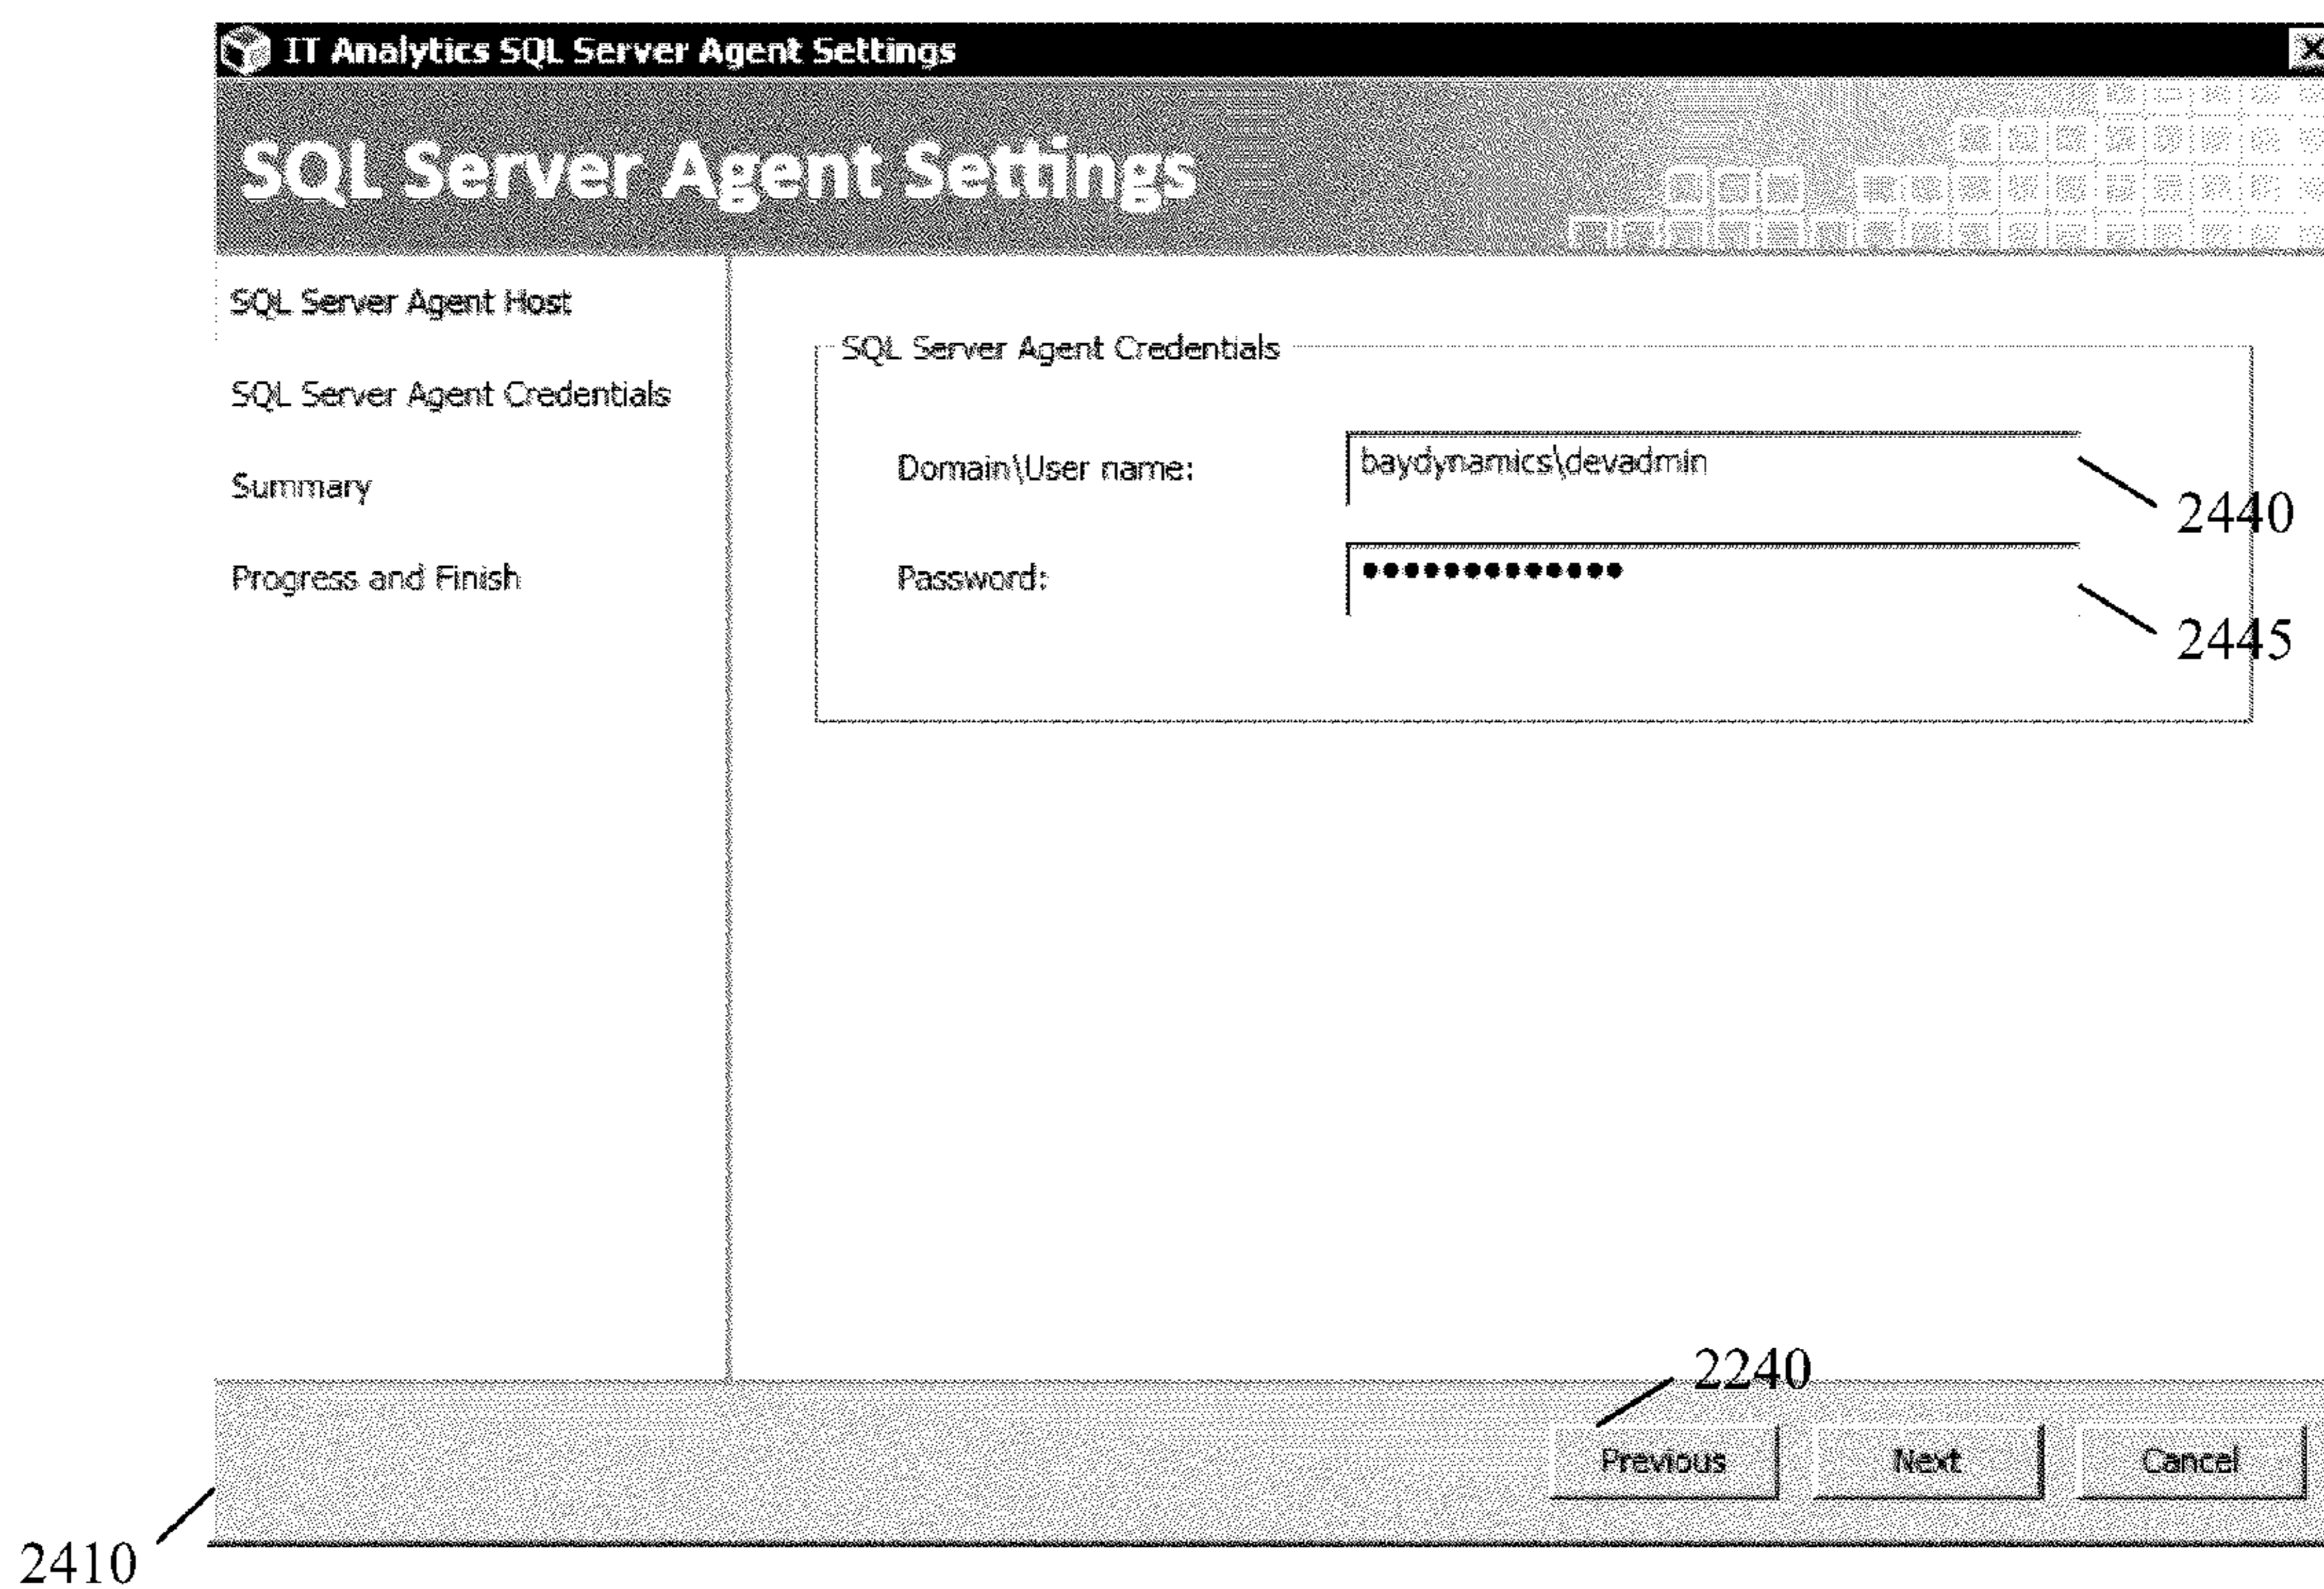 IT Analytics SQL Server Agent Settings
SQL Server Agent Settings
SQL Server Agent Host
SQL Server Agent Credentials
Summary
Progress and Finish
SQL Server Agent Credentials
Domain\User name: baydynamics\devadmin
2440
Password: •••••••••••••
2445
2240
Previous Next Cancel
2410